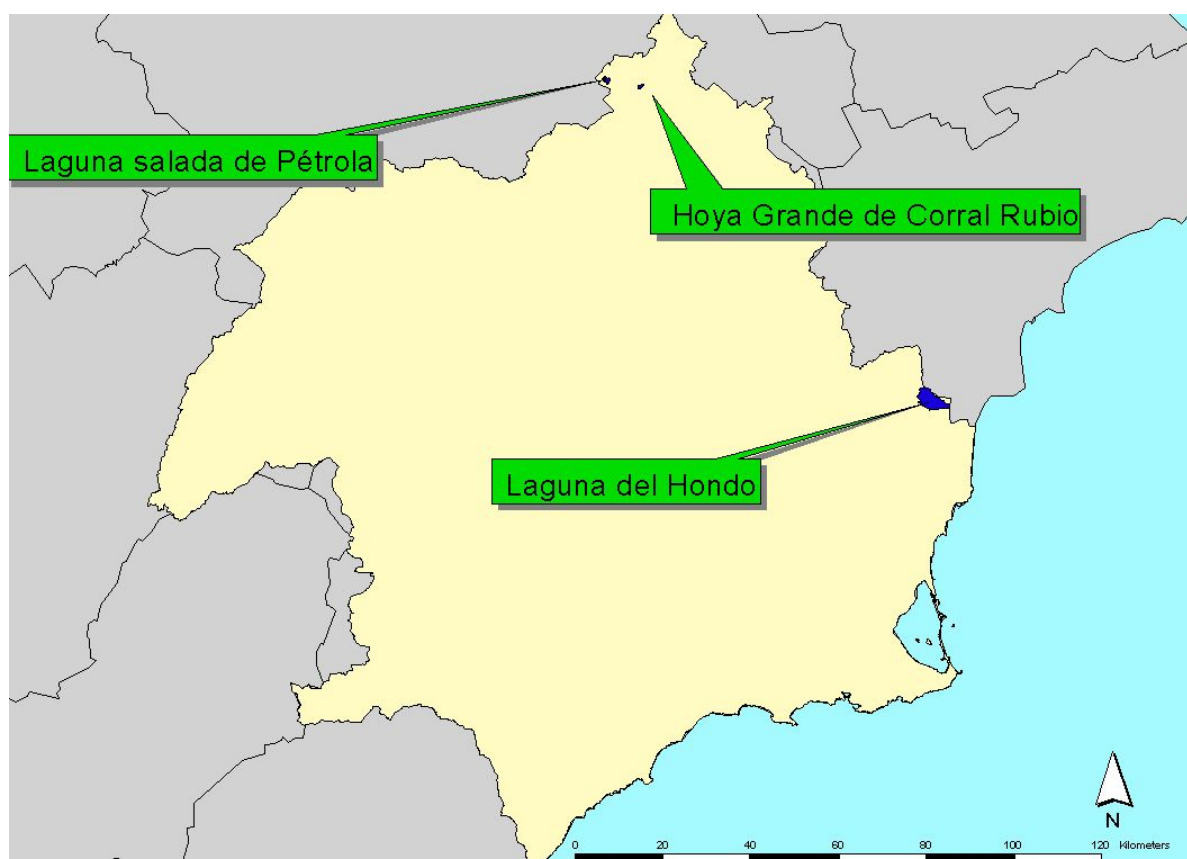 Laguna salada de Pétrola
Hoya Grande de Corral Rubio
Laguna del Hondo
N
0 20 40 60 80 100 120 Kilometers